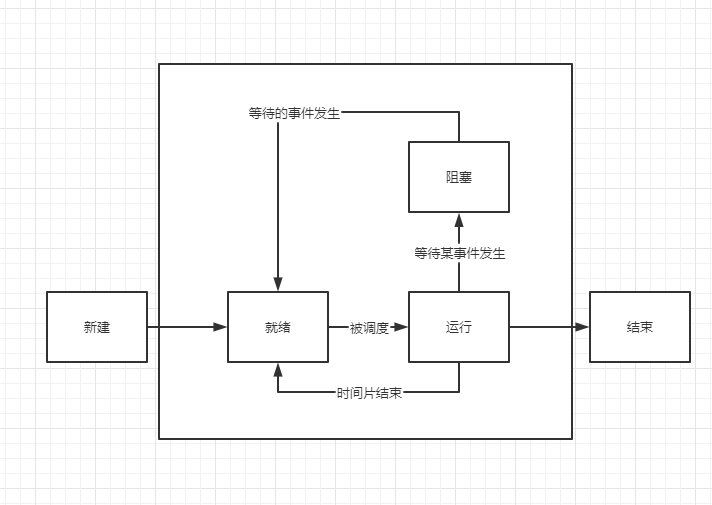 等待的事件发生
阻塞
等待某事件发生
新建
就绪
被调度
运行
结束
时间片结束